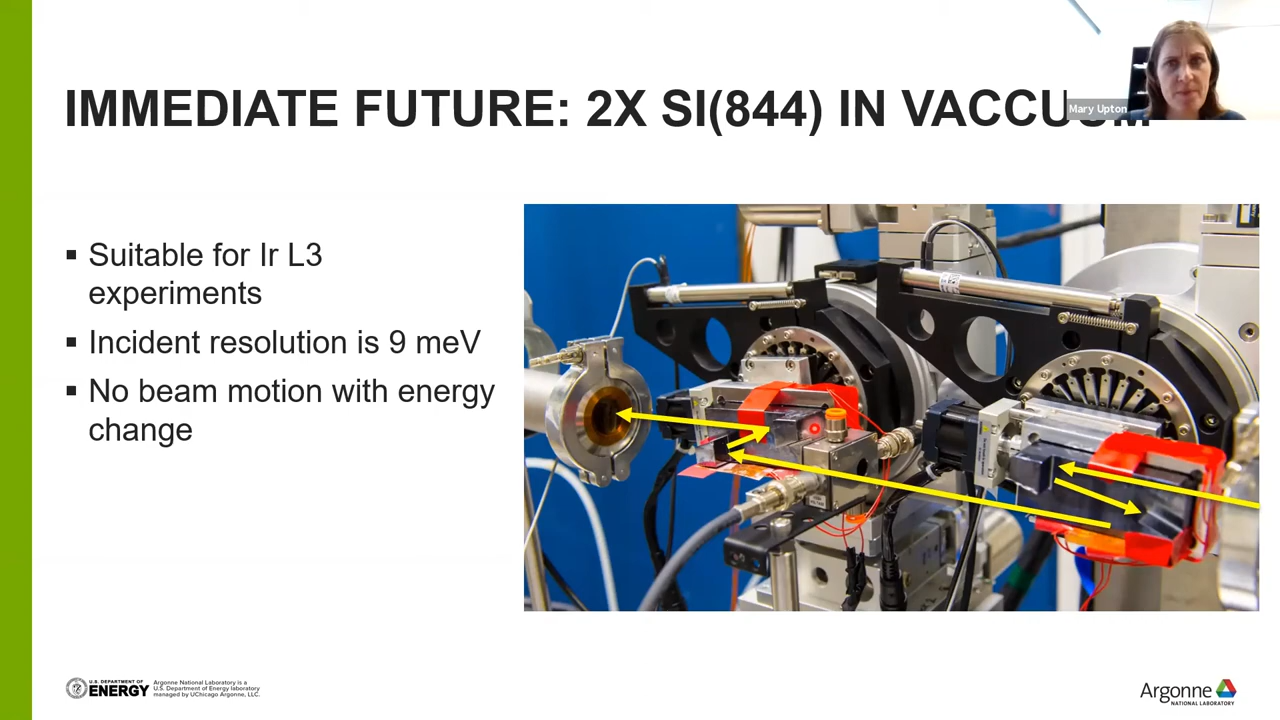 IMMEDIATE FUTURE: 2X SI(844) IN VACCUUM
Mary Upton
▪ Suitable for Ir L3
experiments
▪ Incident resolution is 9 meV
▪ No beam motion with energy
change
U.S. DEPARTMENT OF
ENERGY
Argonne National Laboratory is a
U.S. Department of Energy laboratory
managed by UChicago Argonne, LLC.
Argonne
NATIONAL LABORATORY